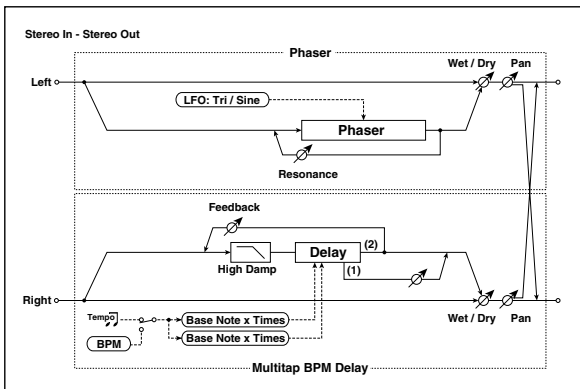 Stereo In - Stereo Out
Phaser
Wet / Dry
Pan
Left
LFO: Tri / Sine
Phaser
Resonance
Feedback
High Damp
Delay
(2)
(1)
Right
Wet / Dry
Pan
Tempo
Base Note x Times
BPM
Base Note x Times
Multitap BPM Delay